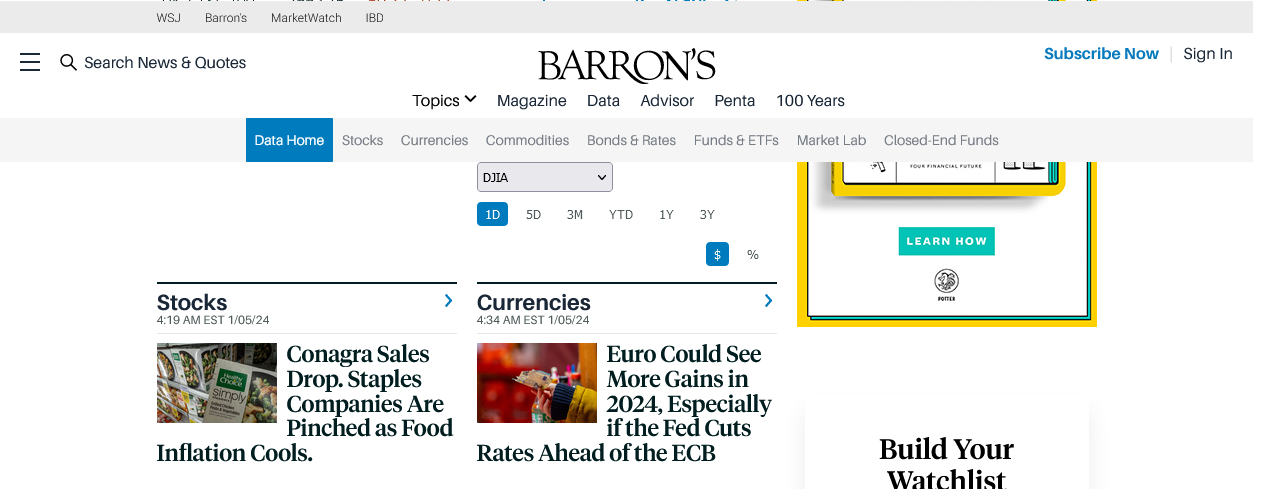 WSJ Barron's MarketWatch IBD
Search News & Quotes
BARRON'S
Subscribe Now | Sign In
Topics Magazine Data Advisor Penta 100 Years
Data Home Stocks Currencies Commodities Bonds & Rates Funds & ETFs Market Lab Closed-End Funds
DJIA
1D 5D 3M YTD 1Y 3Y
$ %
YOUR FINANCIAL FUTURE
LEARN HOW
POTTER
Stocks
4:19 AM EST 1/05/24
Healthy Choice
simply
Conagra Sales
Drop. Staples
Companies Are
Pinched as Food
Inflation Cools.
Currencies
4:34 AM EST 1/05/24
Euro Could See
More Gains in
2024, Especially
if the Fed Cuts
Rates Ahead of the ECB
Build Your
Watchlist